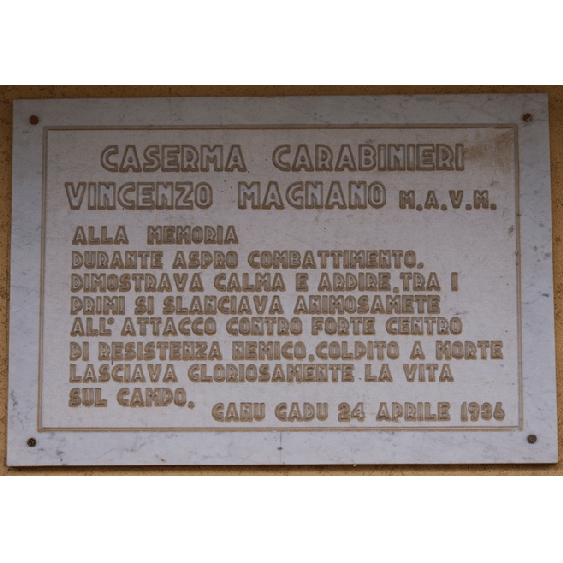 CASERMA CARABINIERI
VINCENZO MAGNANO M.A.V.M.
ALLA MEMORIA
DURANTE ASPRO COMBATTIMENTO.
DIMOSTRAVA CALMA E ARDIRE, TRA I
PRIMI SI SLANCIAVA ANIMOSAMETE
ALL'ATTACCO CONTRO FORTE CENTRO
DI RESISTENZA NEMICO, COLPITO A MORTE
LASCIAVA GLORIOSAMENTE LA VITA
SUL CAMPO.
GANU GADU 24 APRILE 1936